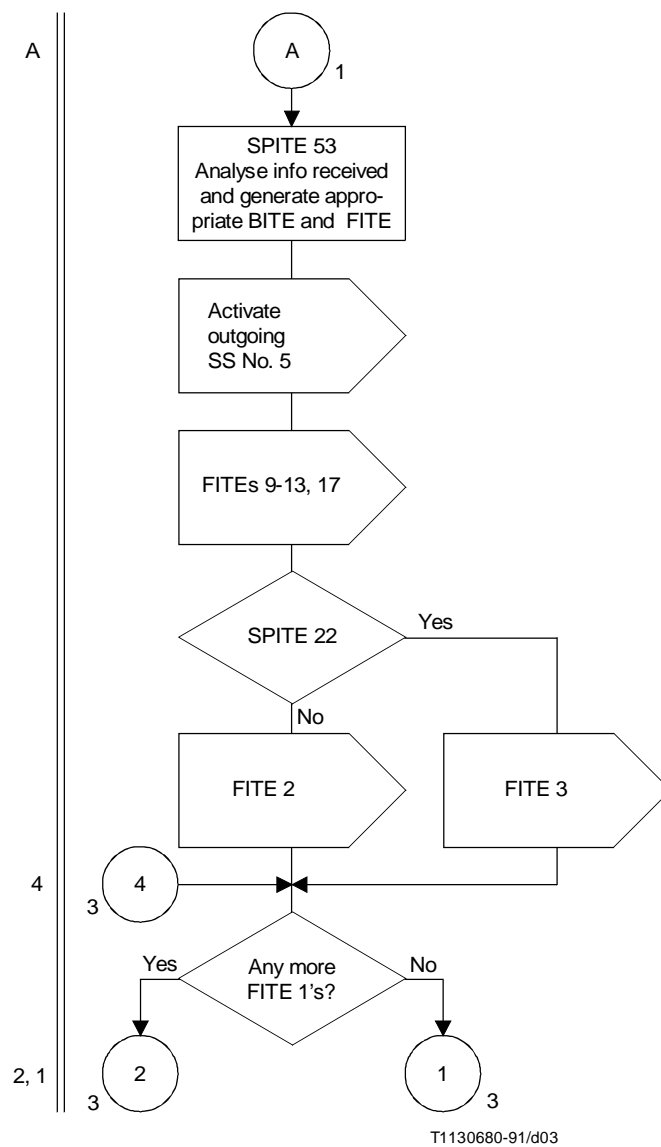 A
A
1
SPITE 53
Analyse info received
and generate appro-
priate BITE and FITE
Activate
outgoing
SS No. 5
FITEs 9-13, 17
SPITE 22
Yes
No
FITE 2
FITE 3
4
4
3
Yes
Any more
FITE 1's?
No
2, 1
2
3
1
3
T1130680-91/d03